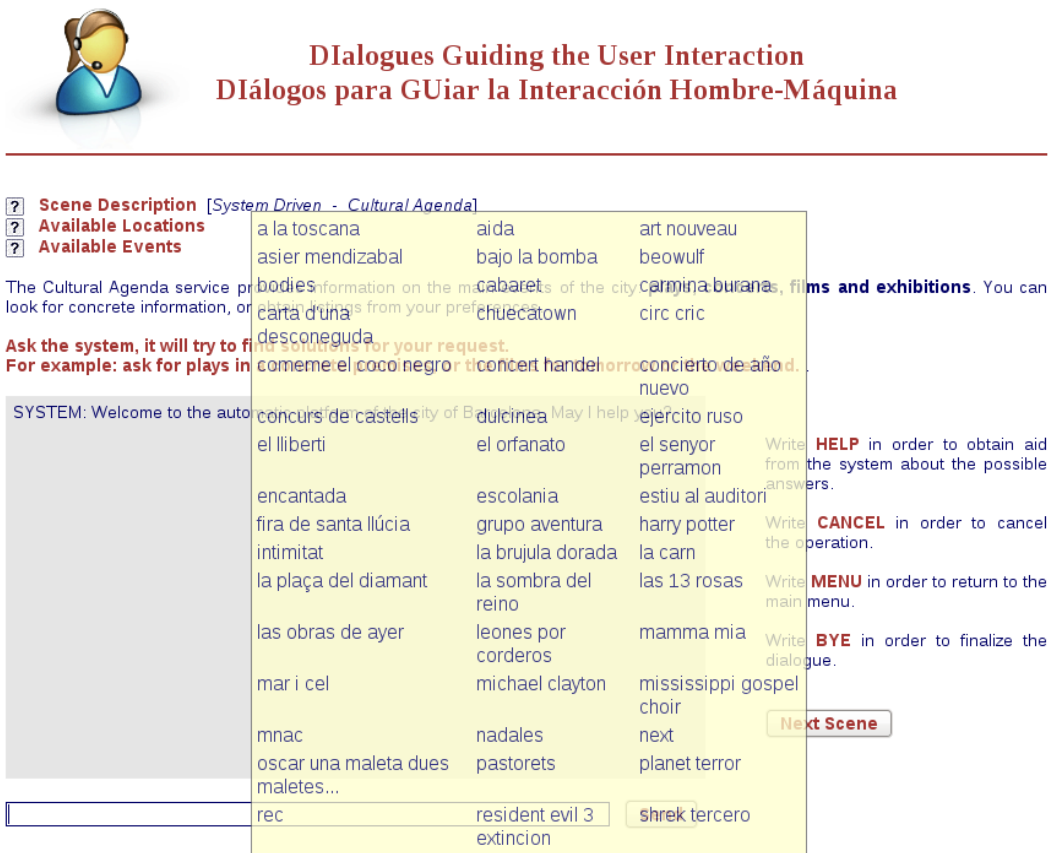 DIalogues Guiding the User Interaction
DIálogos para GUiar la Interacción Hombre-Máquina
? Scene Description [System Driven - Cultural Agenda]
? Available Locations
? Available Events
The Cultural Agenda service provides information on the main events of the city: plays, concerts, films and exhibitions. You can
look for concrete information, or obtain listings from your preferences.
Ask the system, it will try to find solutions for your request.
For example: ask for plays in a concrete premises, or the films for tomorrow or the weekend. .
SYSTEM: Welcome to the automatic platform of the city of Barcelona. May I help you?
a la toscana aida art nouveau
asier mendizabal bajo la bomba beowulf
bodies cabaret carmina burana
carta d'una chuecatown circ cric
desconeguda
comeme el coco negro concert handel concierto de año
nuevo
concurs de castells dulcinea ejercito ruso
el lliberti el orfanato el senyor
perramon
encantada escolania estiu al auditori
fira de santa llúcia grupo aventura harry potter
intimitat la brujula dorada la carn
la plaça del diamant la sombra del las 13 rosas
reino
las obras de ayer leones por mamma mia
corderos
mar i cel michael clayton mississippi gospel
choir
mnac nadales next
oscar una maleta dues pastorets planet terror
maletes...
rec resident evil 3 shrek tercero
extincion
Write HELP in order to obtain aid
from the system about the possible
answers.
Write CANCEL in order to cancel
the operation.
Write MENU in order to return to the
main menu.
Write BYE in order to finalize the
dialogue.
Next Scene
Send